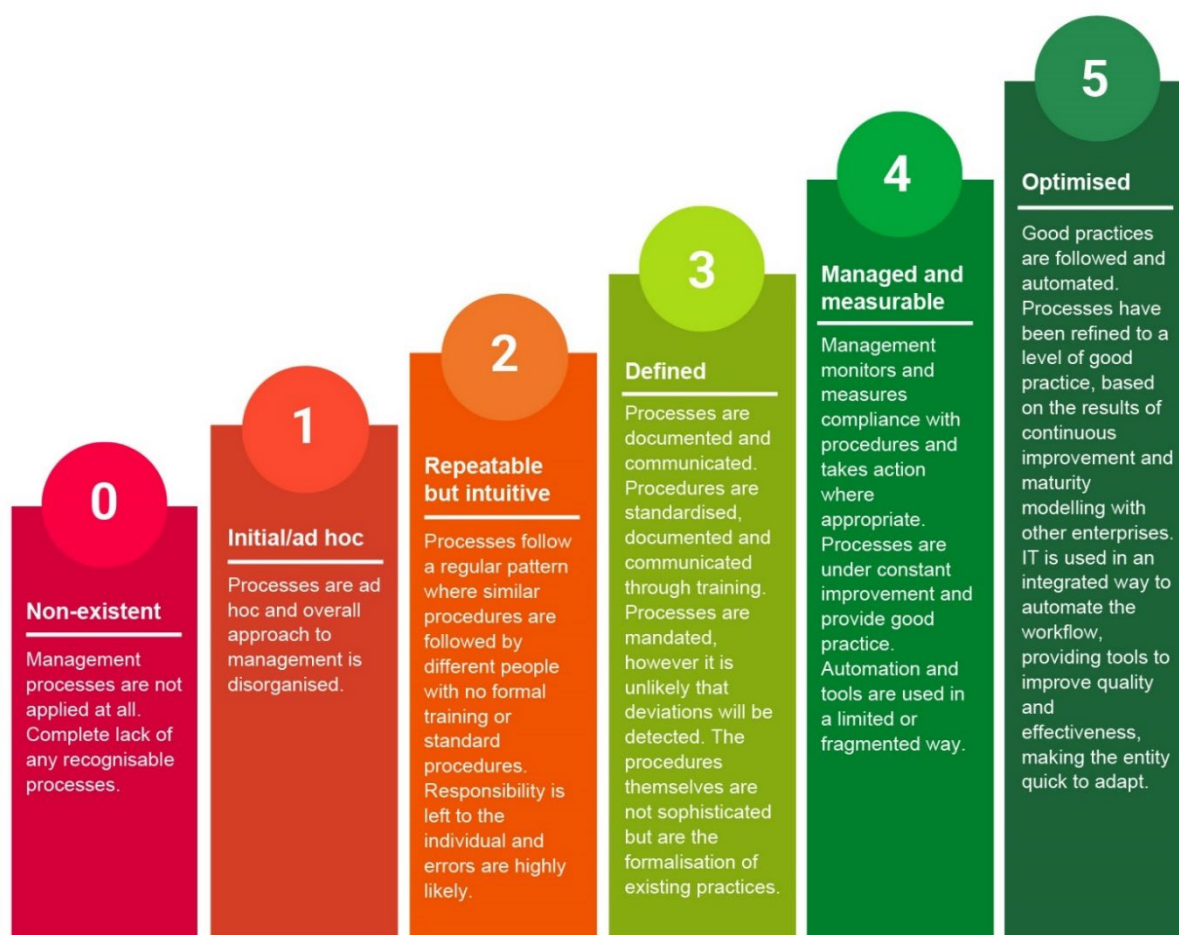 0
Non-existent
Management
processes are not
applied at all.
Complete lack of
any recognisable
processes.
1
Initial/ad hoc
Processes are ad
hoc and overall
approach to
management is
disorganised.
2
Repeatable
but intuitive
Processes follow
a regular pattern
where similar
procedures are
followed by
different people
with no formal
training or
standard
procedures.
Responsibility is
left to the
individual and
errors are highly
likely.
3
Defined
Processes are
documented and
communicated.
Procedures are
standardised,
documented and
communicated
through training.
Processes are
mandated,
however it is
unlikely that
deviations will be
detected. The
procedures
themselves are
not sophisticated
but are the
formalisation of
existing practices.
4
Managed and
measurable
Management
monitors and
measures
compliance with
procedures and
takes action
where
appropriate.
Processes are
under constant
improvement and
provide good
practice.
Automation and
tools are used in
a limited or
fragmented way.
5
Optimised
Good practices
are followed and
automated.
Processes have
been refined to a
level of good
practice, based
on the results of
continuous
improvement and
maturity
modelling with
other enterprises.
IT is used in an
integrated way to
automate the
workflow,
providing tools to
improve quality
and
effectiveness,
making the entity
quick to adapt.